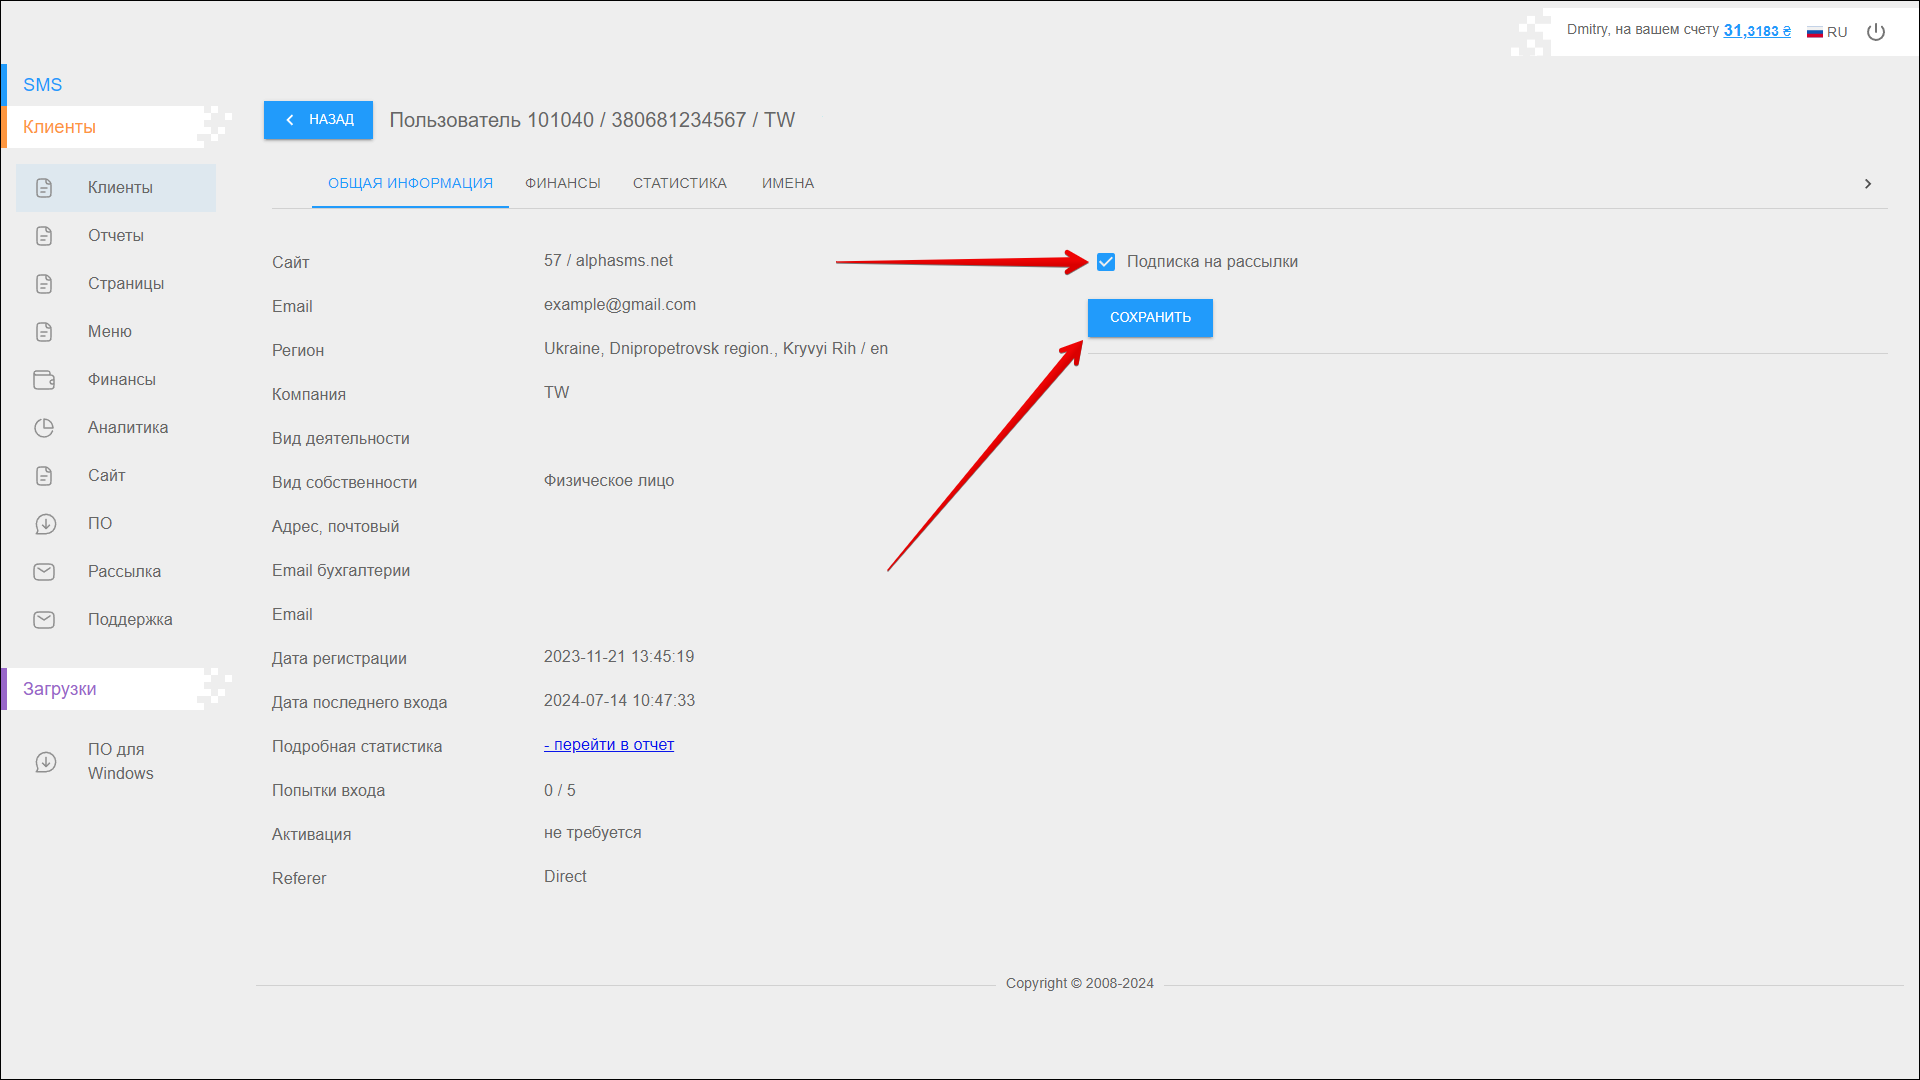 Dmitry, на вашем счету 31,3183 ₴ RU
SMS
Клиенты
НАЗАД
Пользователь 101040 / 380681234567 / TW
Клиенты
Отчеты
Страницы
Меню
Финансы
Аналитика
Сайт
ПО
Рассылка
Поддержка
Загрузки
ПО для
Windows
ОБЩАЯ ИНФОРМАЦИЯ ФИНАНСЫ СТАТИСТИКА ИМЕНА
Сайт 57 / alphasms.net
Email example@gmail.com
Регион Ukraine, Dnipropetrovsk region., Kryvyi Rih / en
Компания TW
Вид деятельности
Вид собственности Физическое лицо
Адрес, почтовый
Email бухгалтерии
Email
Дата регистрации 2023-11-21 13:45:19
Дата последнего входа 2024-07-14 10:47:33
Подробная статистика - перейти в отчет
Попытки входа 0 / 5
Активация не требуется
Referer Direct
Подписка на рассылки
СОХРАНИТЬ
Copyright © 2008-2024